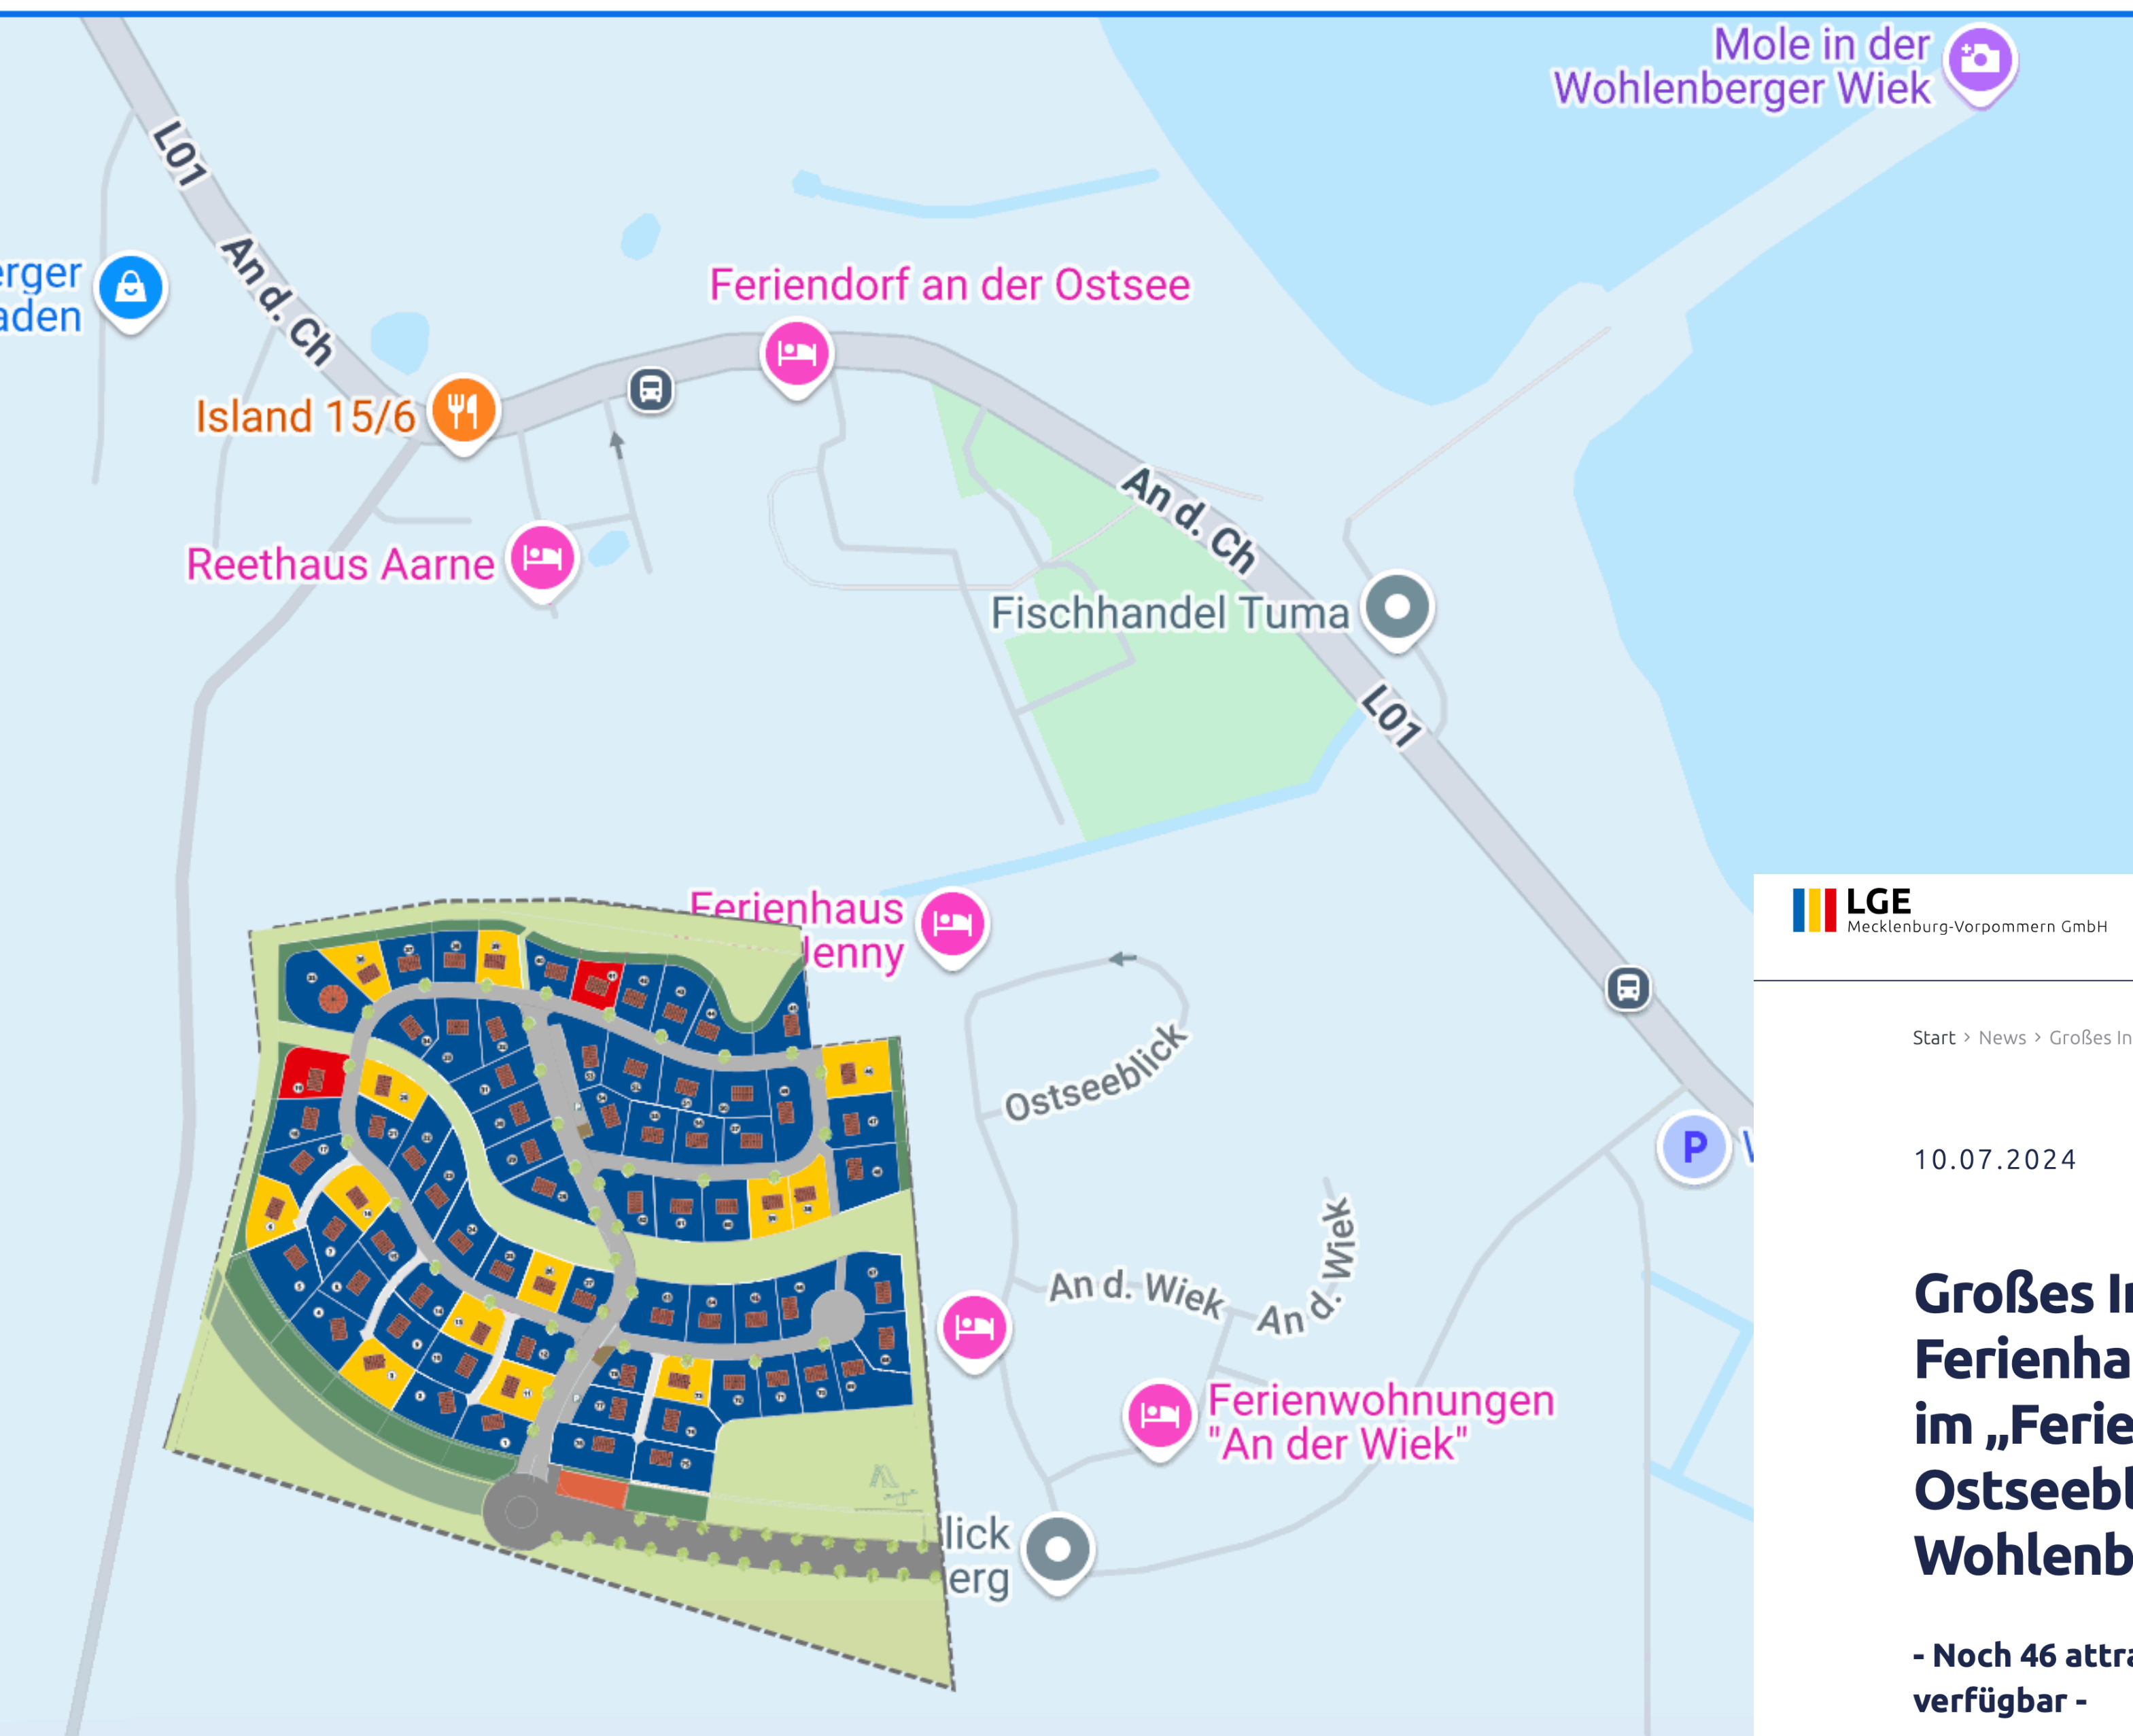 Mole in der
Wohlenberger Wiek
L01
An d. Ch
erger
aden
Feriendorf an der Ostsee
Island 15/6
An d. Ch
Reethaus Aarne
Fischhandel Tuma
L01
Ferienhaus
Jenny
Ostseeblick
An d. Wiek
An d. Wiek
P
Ferienwohnungen
"An der Wiek"
lick
erg
LGE
Mecklenburg-Vorpommern GmbH
Start > News > Großes In
10.07.2024
Großes In
Ferienha
im „Ferie
Ostseebl
Wohlenb
- Noch 46 attra
verfügbar -